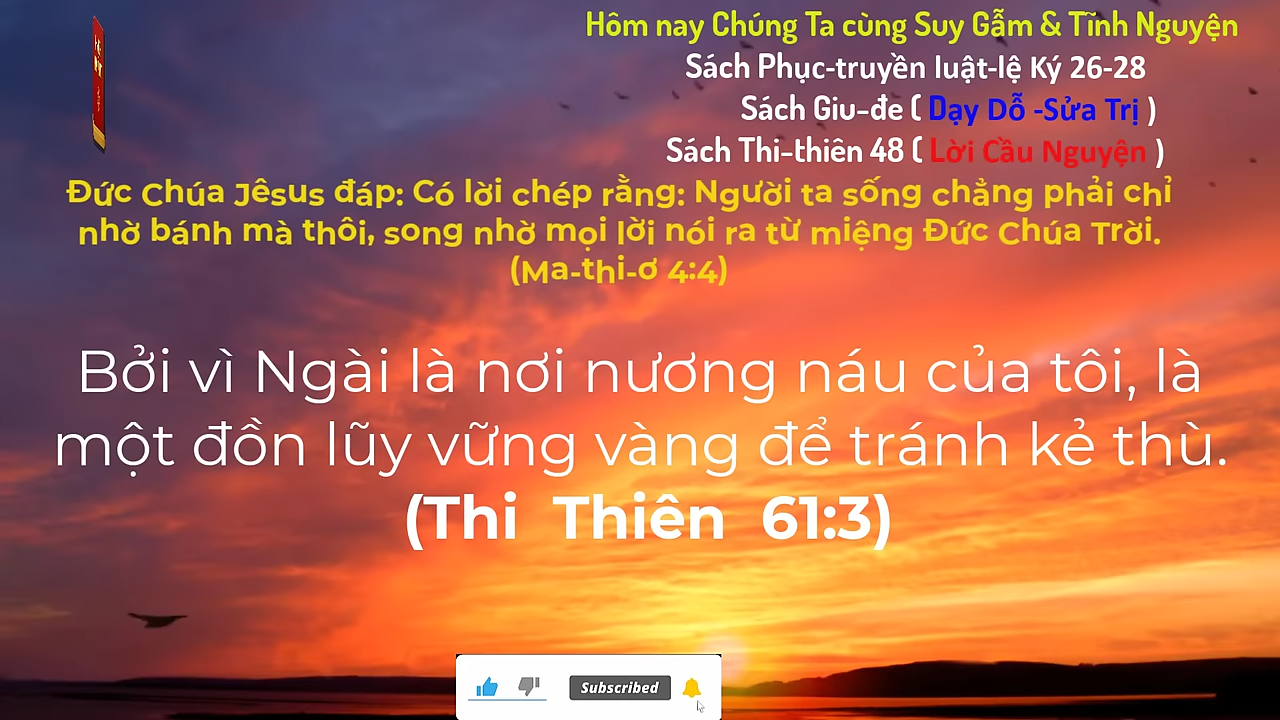 Hôm nay Chúng Ta cùng Suy Gẫm & Tĩnh Nguyện
Sách Phục-truyền luật-lệ Ký 26-28
Sách Giu-đe ( Dạy Dỗ -Sửa Trị )
Sách Thi-thiên 48 ( Lời Cầu Nguyện )
Đức Chúa Jêsus đáp: Có lời chép rằng: Người ta sống chẳng phải chỉ
nhờ bánh mà thôi, song nhờ mọi lời nói ra từ miệng Đức Chúa Trời.
(Ma-thi-ơ 4:4)
Bởi vì Ngài là nơi nương náu của tôi, là
một đồn lũy vững vàng để tránh kẻ thù.
(Thi Thiên 61:3)
Subscribed